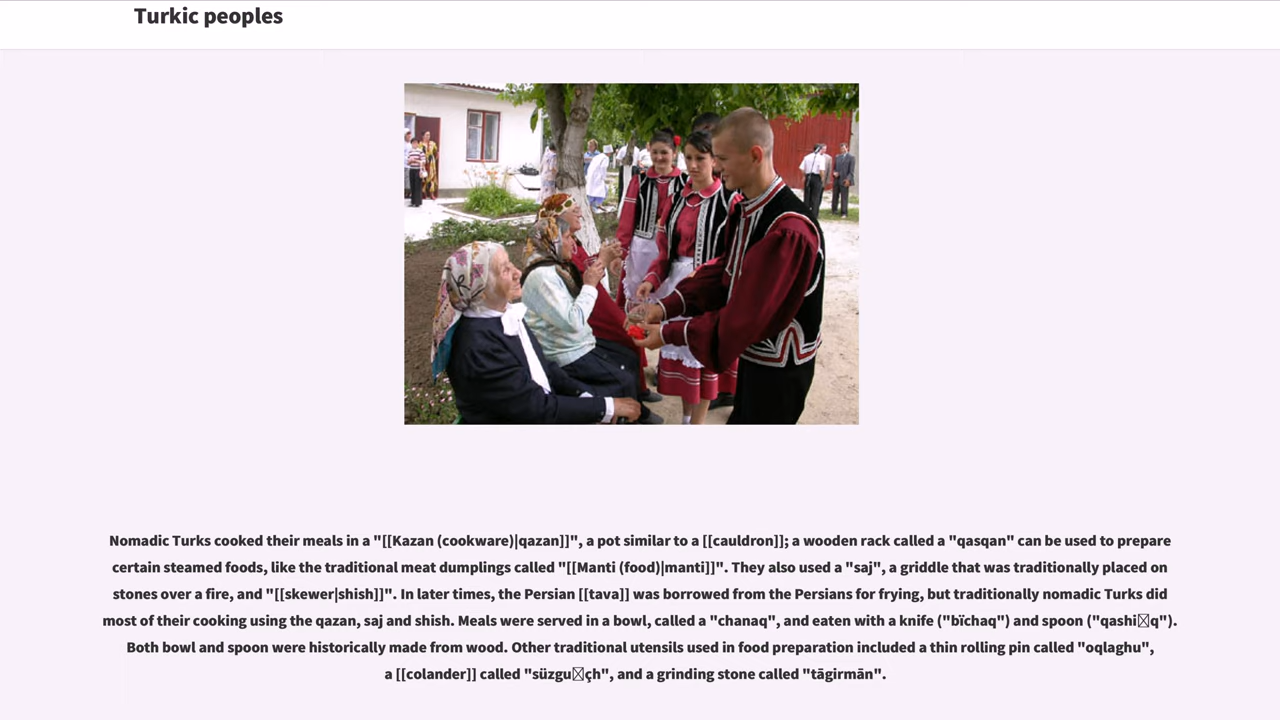 Turkic peoples
Nomadic Turks cooked their meals in a "[[Kazan (cookware)|qazan]]", a pot similar to a [[cauldron]]; a wooden rack called a "qasqan" can be used to prepare
certain steamed foods, like the traditional meat dumplings called "[[Manti (food)|manti]]". They also used a "saj", a griddle that was traditionally placed on
stones over a fire, and "[[skewer|shish]]". In later times, the Persian [[tava]] was borrowed from the Persians for frying, but traditionally nomadic Turks did
most of their cooking using the qazan, saj and shish. Meals were served in a bowl, called a "chanaq", and eaten with a knife ("bïchaq") and spoon ("qashi□q").
Both bowl and spoon were historically made from wood. Other traditional utensils used in food preparation included a thin rolling pin called "oqlaghu",
a [[colander]] called "süzgu□çh", and a grinding stone called "tāgirmān".